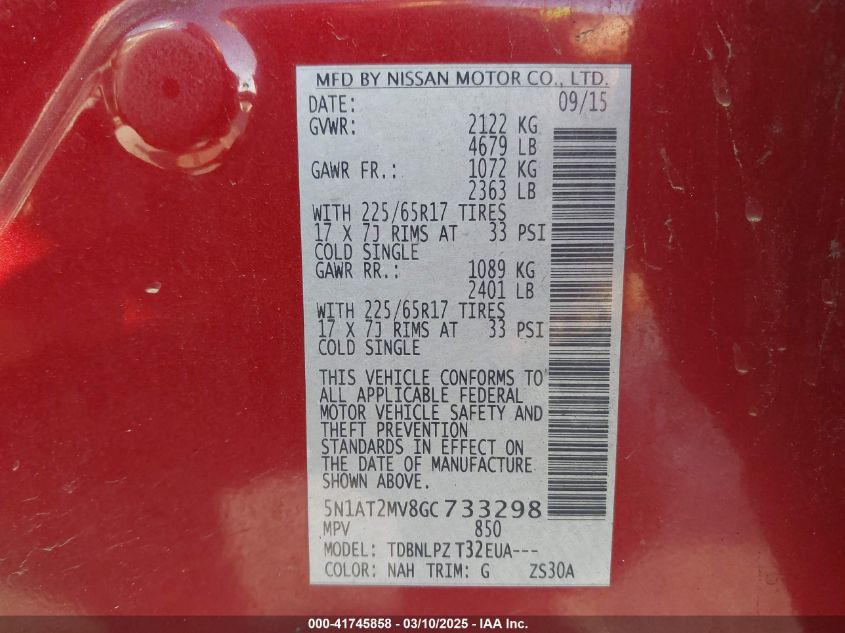 MFD BY NISSAN MOTOR CO., LTD.
DATE: 09/15
GVWR: 2122 KG
4679 LB
GAWR FR.: 1072 KG
2363 LB
WITH 225/65R17 TIRES
17 X 7J RIMS AT 33 PSI
COLD SINGLE
GAWR RR.: 1089 KG
2401 LB
WITH 225/65R17 TIRES
17 X 7J RIMS AT 33 PSI
COLD SINGLE
THIS VEHICLE CONFORMS TO
ALL APPLICABLE FEDERAL
MOTOR VEHICLE SAFETY AND
THEFT PREVENTION
STANDARDS IN EFFECT ON
THE DATE OF MANUFACTURE
SHOWN ABOVE.
5N1AT2MV8GC733298
MPV 850
MODEL: TDBNLPZ T32EUA---
COLOR: NAH TRIM: G ZS30A
000-41745858 - 03/10/2025 - IAA Inc.